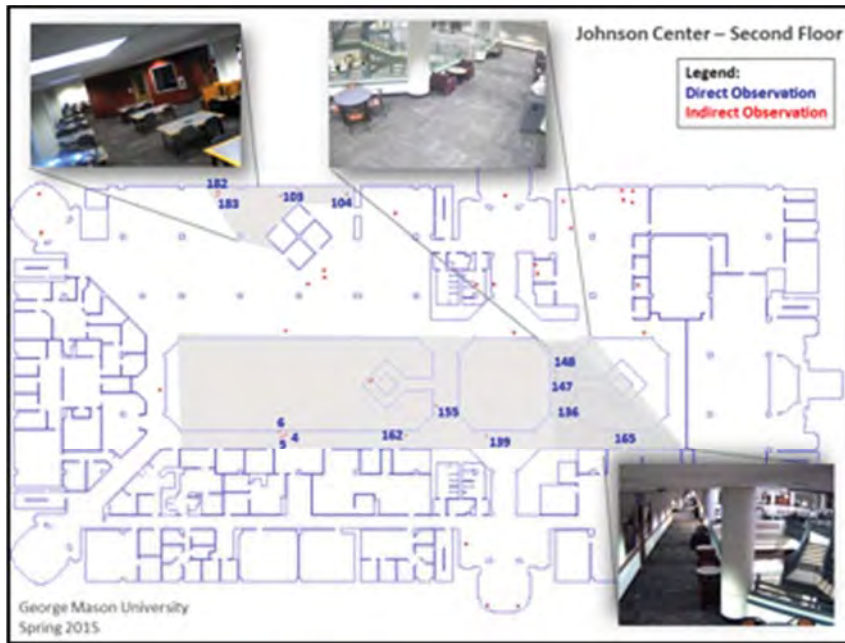 Johnson Center – Second Floor
Legend:
Direct Observation
Indirect Observation
182
183
103
104
148
147
155
136
6
4
5
162
139
165
George Mason University
Spring 2015